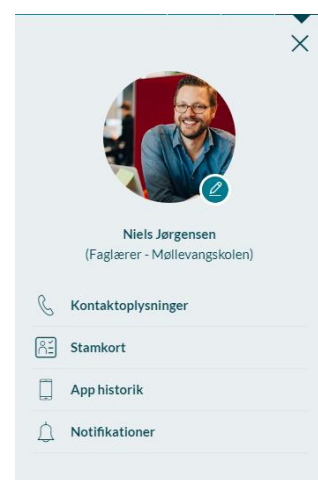 Niels Jørgensen
(Faglærer - Møllevangskolen)
Kontaktoplysninger
Stamkort
App historik
Notifikationer